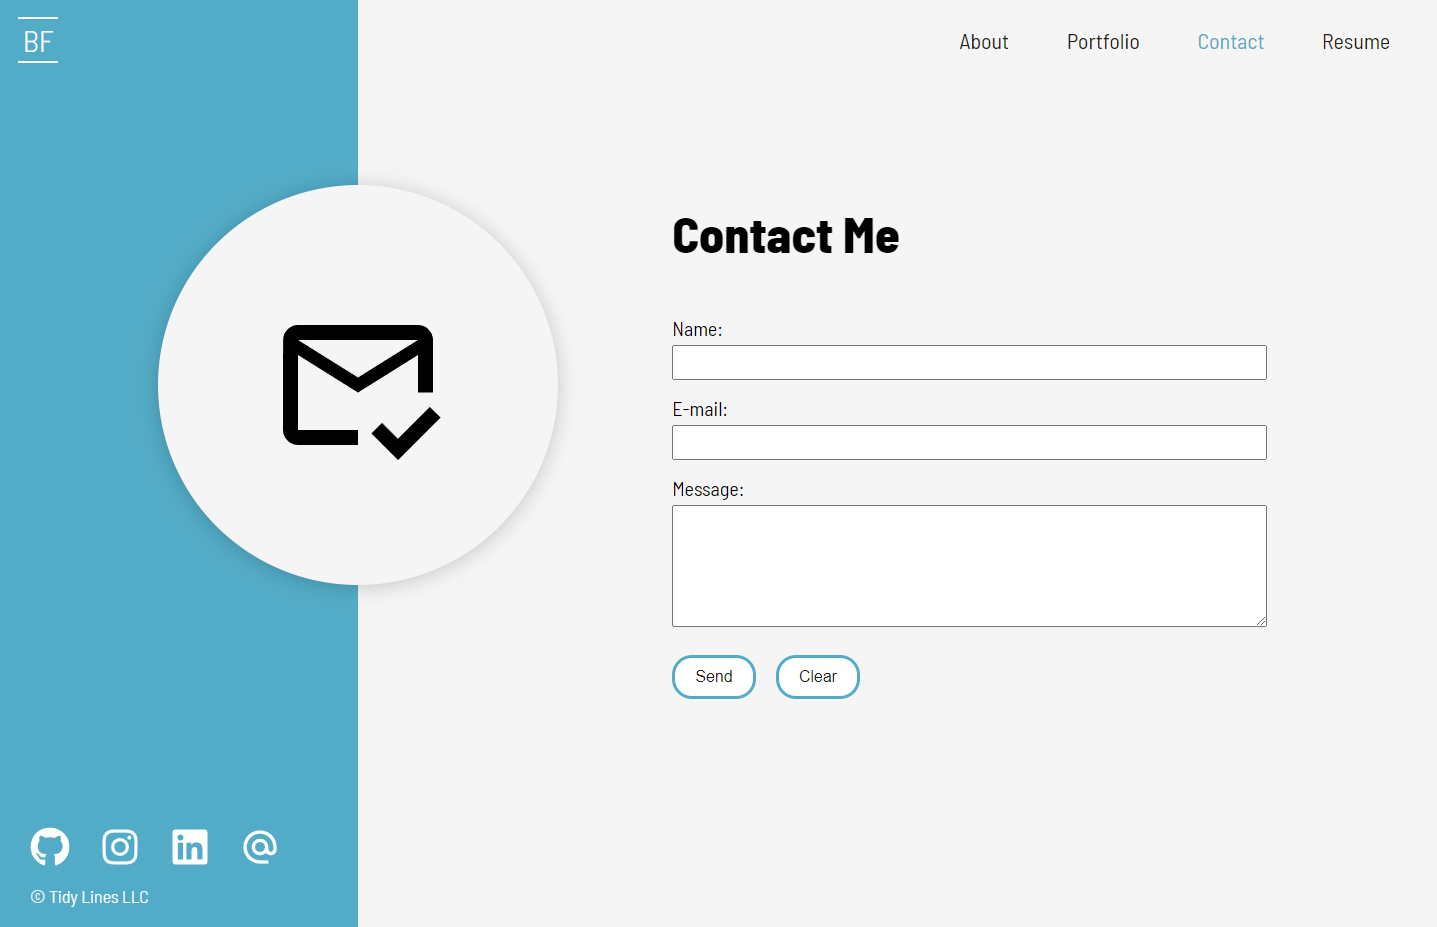 BF
About Portfolio Contact Resume
Contact Me
Name:
E-mail:
Message:
Send Clear
© Tidy Lines LLC